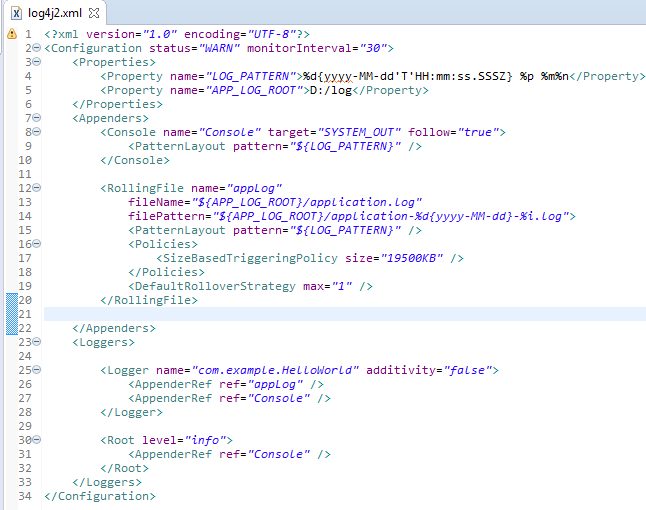 log4j2.xml
1 <?xml version="1.0" encoding="UTF-8"?>
2 <Configuration status="WARN" monitorInterval="30">
3 <Properties>
4 <Property name="LOG_PATTERN">%d{yyyy-MM-dd'T'HH:mm:ss.SSSZ} %p %m%n</Property>
5 <Property name="APP_LOG_ROOT">D:/log</Property>
6 </Properties>
7 <Appenders>
8 <Console name="Console" target="SYSTEM_OUT" follow="true">
9 <PatternLayout pattern="${LOG_PATTERN}" />
10 </Console>
11
12 <RollingFile name="appLog"
13 fileName="${APP_LOG_ROOT}/application.log"
14 filePattern="${APP_LOG_ROOT}/application-%d{yyyy-MM-dd}-%i.log">
15 <PatternLayout pattern="${LOG_PATTERN}" />
16 <Policies>
17 <SizeBasedTriggeringPolicy size="19500KB" />
18 </Policies>
19 <DefaultRolloverStrategy max="1" />
20 </RollingFile>
21
22 </Appenders>
23 <Loggers>
24
25 <Logger name="com.example.HelloWorld" additivity="false">
26 <AppenderRef ref="appLog" />
27 <AppenderRef ref="Console" />
28 </Logger>
29
30 <Root level="info">
31 <AppenderRef ref="Console" />
32 </Root>
33 </Loggers>
34 </Configuration>